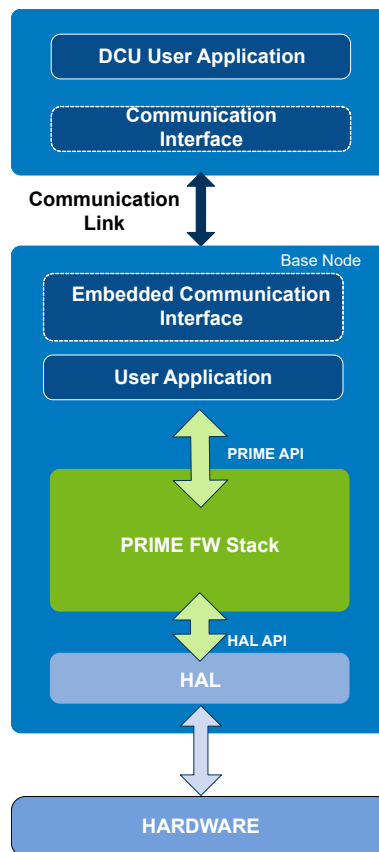 DCU User Application
Communication
Interface
Communication
Link
Base Node
Embedded Communication
Interface
User Application
PRIME API
PRIME FW Stack
HAL API
HAL
HARDWARE